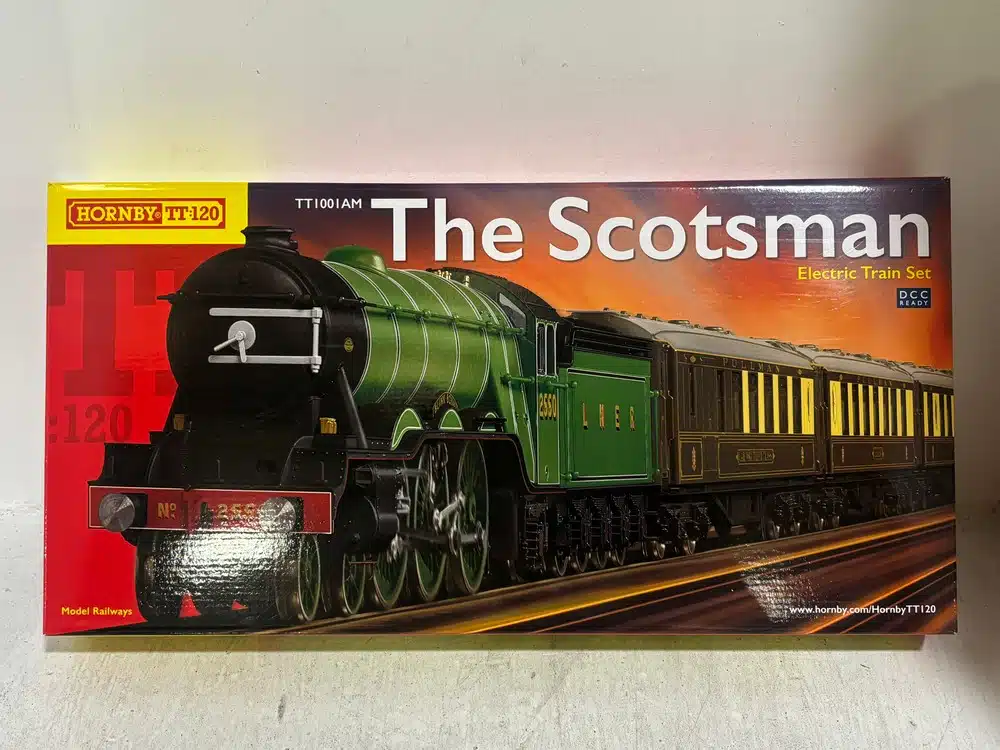 HORNBY® TT:120
TT1001AM
The Scotsman
Electric Train Set
DCC
READY
:120
PULLMAN
2550
L N E R
Model Railways
www.hornby.com/HornbyTT120